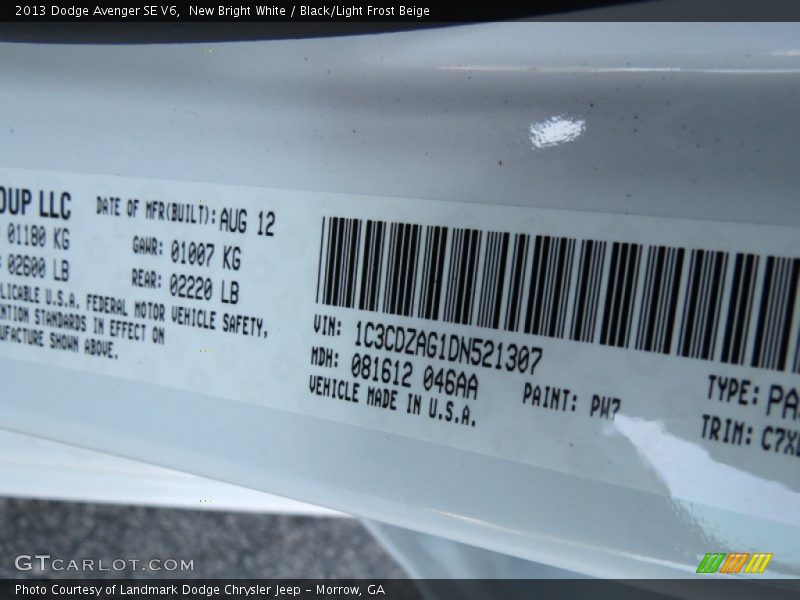 2013 Dodge Avenger SE V6, New Bright White / Black/Light Frost Beige
OUP LLC
DATE OF MFR(BUILT): AUG 12
01180 KG
GAWR: 01007 KG
02600 LB
REAR: 02220 LB
LICABLE U.S.A. FEDERAL MOTOR VEHICLE SAFETY,
NTION STANDARDS IN EFFECT ON
UFACTURE SHOWN ABOVE.
VIN: 1C3CDZAG1DN521307
MDH: 081612 046AA
PAINT: PW7
TYPE: PA
VEHICLE MADE IN U.S.A.
TRIM: C7XL
GTCARLOT.COM
Photo Courtesy of Landmark Dodge Chrysler Jeep - Morrow, GA